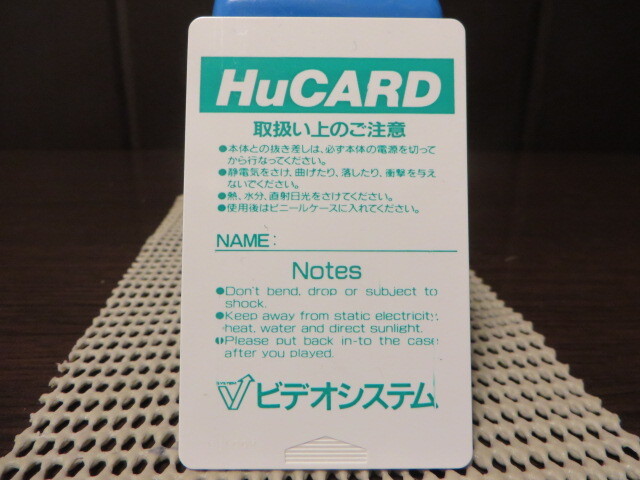 HuCARD
取扱い上のご注意
●本体との抜き差しは、必ず本体の電源を切って
から行なってください。
●静電気をさけ、曲げたり、落したり、衝撃を与え
ないでください。
●熱、水分、直射日光をさけてください。
●使用後はビニールケースに入れてください。
NAME:
Notes
●Don't bend, drop or subject to
shock.
●Keep away from static electricity,
heat, water and direct sunlight.
●Please put back in-to the case
after you played.
ビデオシステム